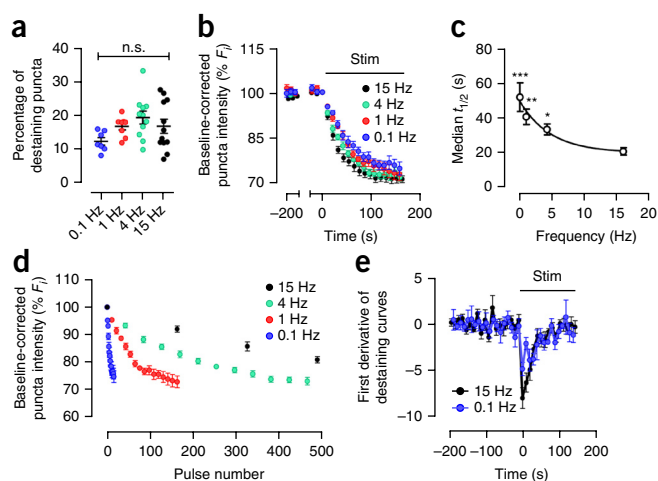 a
n.s.
Percentage of
destaining puncta
40
30
20
10
0
0.1 Hz
1 Hz
4 Hz
15 Hz
b
Stim
Baseline-corrected
puncta intensity (% Fi)
115
100
85
70
15 Hz
4 Hz
1 Hz
0.1 Hz
–200
0
200
Time (s)
c
Median t1/2 (s)
100
80
60
40
20
0
***
**
*
0
5
10
15
20
Frequency (Hz)
d
Baseline-corrected
puncta intensity (% Fi)
100
90
80
70
60
15 Hz
4 Hz
1 Hz
0.1 Hz
0
100
200
300
400
500
Pulse number
e
Stim
First derivative of
destaining curves
5
0
–5
–10
15 Hz
0.1 Hz
–200
–100
0
100
200
Time (s)